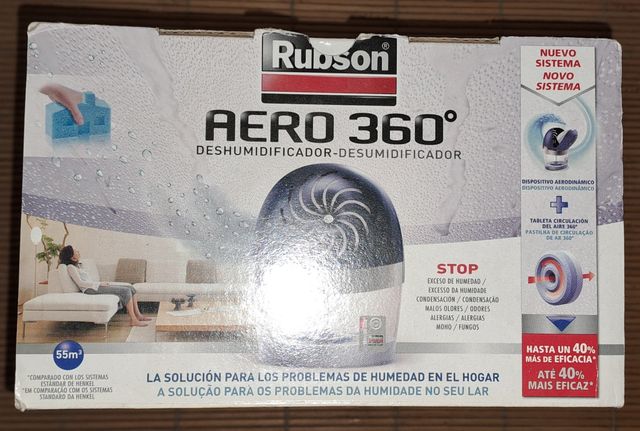 Rubson®
AERO 360°
DESHUMIDIFICADOR-DESUMIDIFICADOR
NUEVO
SISTEMA
NOVO
SISTEMA
DISPOSITIVO AERODINÁMICO
DISPOSITIVO AERODINÁMICO
TABLETA CIRCULACIÓN
DEL AIRE 360°
PASTILHA DE CIRCULAÇÃO
DE AR 360°
HASTA UN 40%
MÁS DE EFICACIA*
ATÉ 40%
MAIS EFICAZ*
STOP
EXCESO DE HUMEDAD /
EXCESSO DA HUMIDADE
CONDENSACIÓN / CONDENSAÇÃO
MALOS OLORES / ODORES
ALERGIAS / ALERGIAS
MOHO / FUNGOS
55m³
*COMPARADO CON LOS SISTEMAS
ESTÁNDAR DE HENKEL
*EM COMPARAÇÃO COM OS SISTEMAS
STANDARD DA HENKEL
LA SOLUCIÓN PARA LOS PROBLEMAS DE HUMEDAD EN EL HOGAR
A SOLUÇÃO PARA OS PROBLEMAS DA HUMIDADE NO SEU LAR